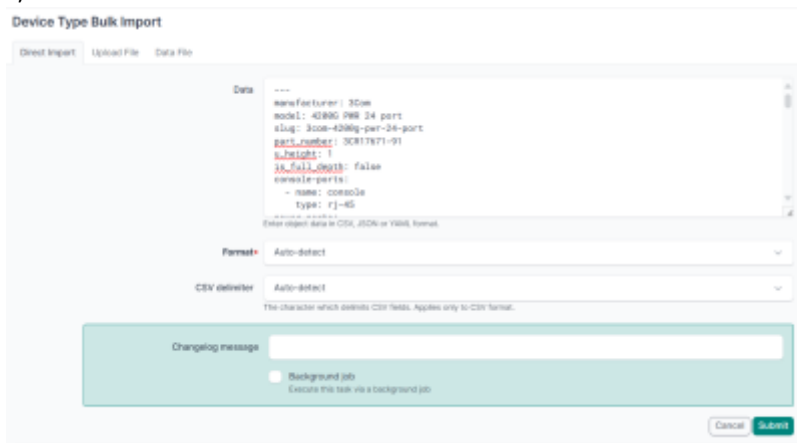 Device Type Bulk Import
Direct Import Upload File Data File
Data
---
manufacturer: 3Com
model: 4200G PWR 24 port
slug: 3com-4200g-pwr-24-port
part_number: 3CR17671-91
u_height: 1
is_full_depth: false
console-ports:
- name: console
type: rj-45
Enter object data in CSV, JSON or YAML format.
Format* Auto-detect
CSV delimiter Auto-detect
The character which delimits CSV fields. Applies only to CSV format.
Changelog message
Background job
Execute this task via a background job
Cancel Submit